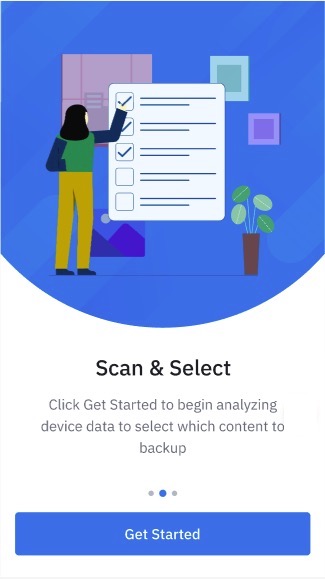 Scan & Select
Click Get Started to begin analyzing
device data to select which content to
backup
Get Started